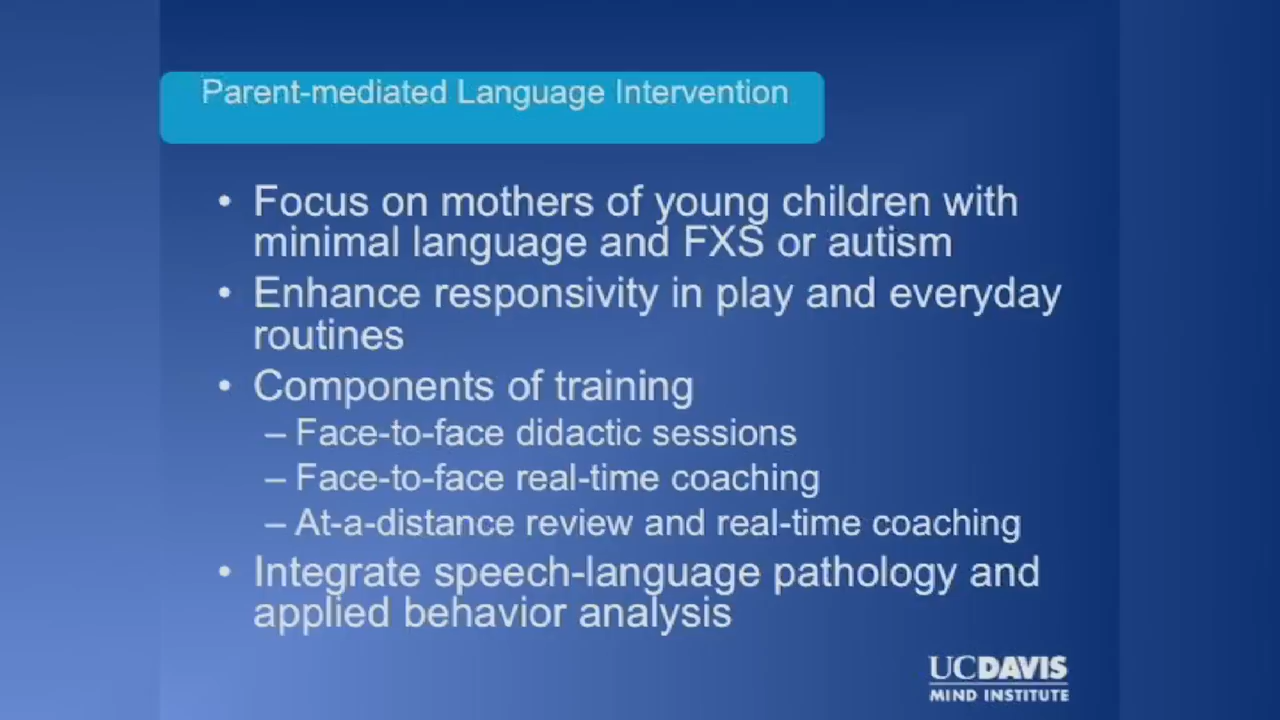 Parent-mediated Language Intervention
• Focus on mothers of young children with
minimal language and FXS or autism
• Enhance responsivity in play and everyday
routines
• Components of training
– Face-to-face didactic sessions
– Face-to-face real-time coaching
– At-a-distance review and real-time coaching
• Integrate speech-language pathology and
applied behavior analysis
UCDAVIS
MIND INSTITUTE